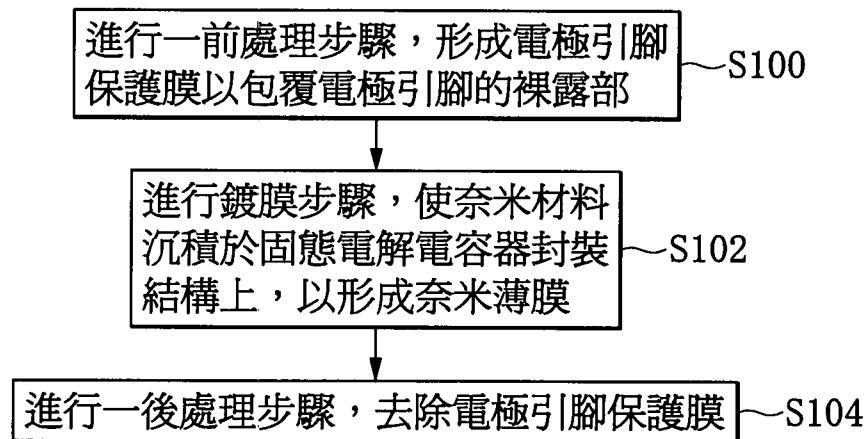 進行一前處理步驟，形成電極引腳
保護膜以包覆電極引腳的裸露部
S100
進行鍍膜步驟，使奈米材料
沉積於固態電解電容器封裝
結構上，以形成奈米薄膜
S102
進行一後處理步驟，去除電極引腳保護膜
S104